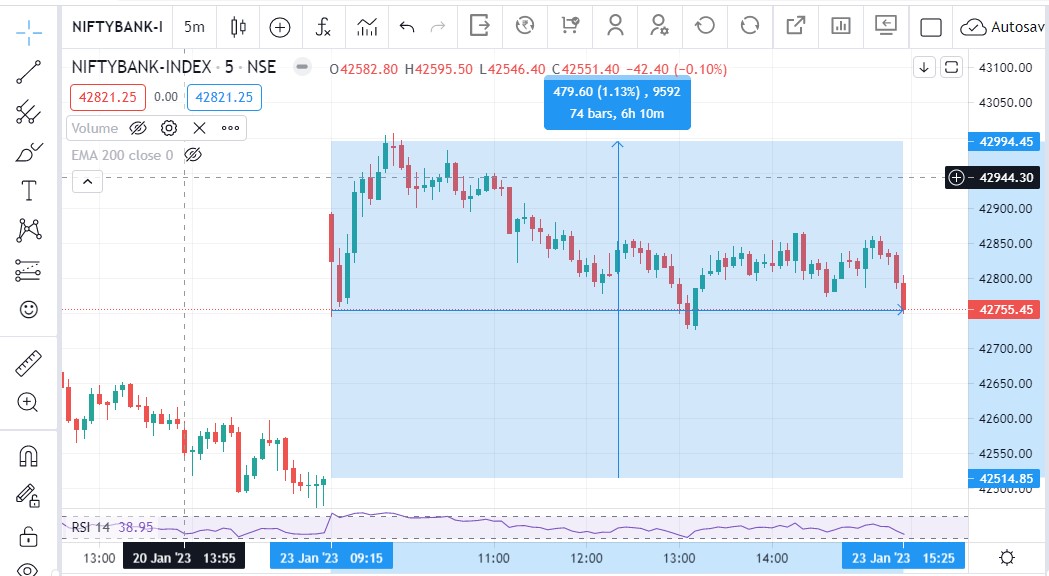 NIFTYBANK-I 5m Autosav
NIFTYBANK-INDEX · 5 · NSE O42582.80 H42595.50 L42546.40 C42551.40 −42.40 (−0.10%)
42821.25 0.00 42821.25
Volume
EMA 200 close 0
479.60 (1.13%) , 9592
74 bars, 6h 10m
43100.00
43050.00
42994.45
42944.30
42900.00
42850.00
42800.00
42755.45
42700.00
42650.00
42600.00
42550.00
42514.85
42500.00
RSI 14 38.95
13:00 20 Jan '23 13:55 23 Jan '23 09:15 11:00 12:00 13:00 14:00 23 Jan '23 15:25